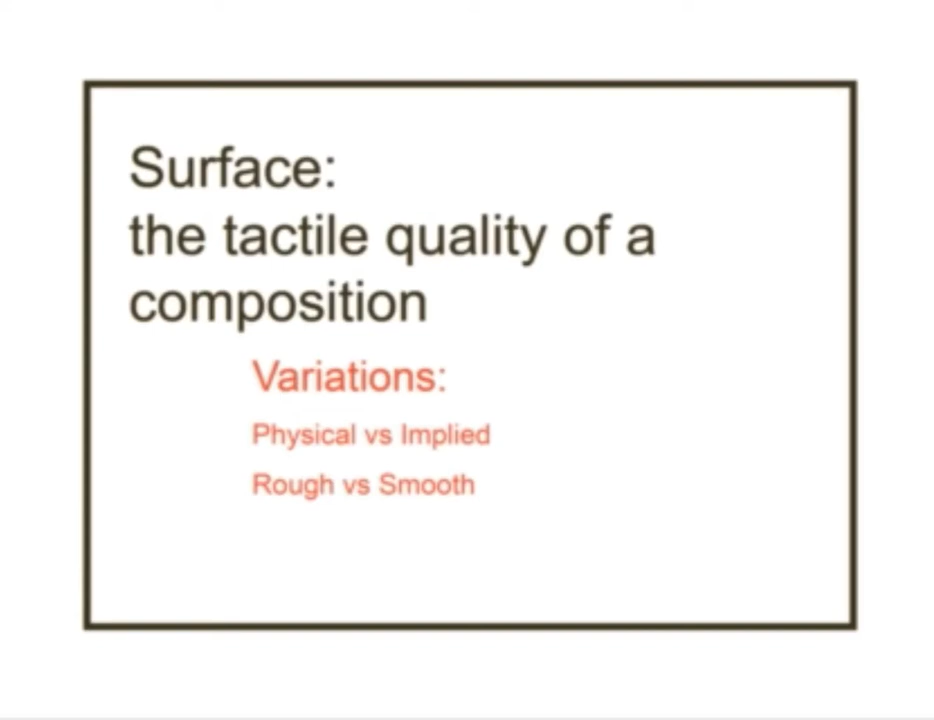 Surface:
the tactile quality of a
composition
Variations:
Physical vs Implied
Rough vs Smooth